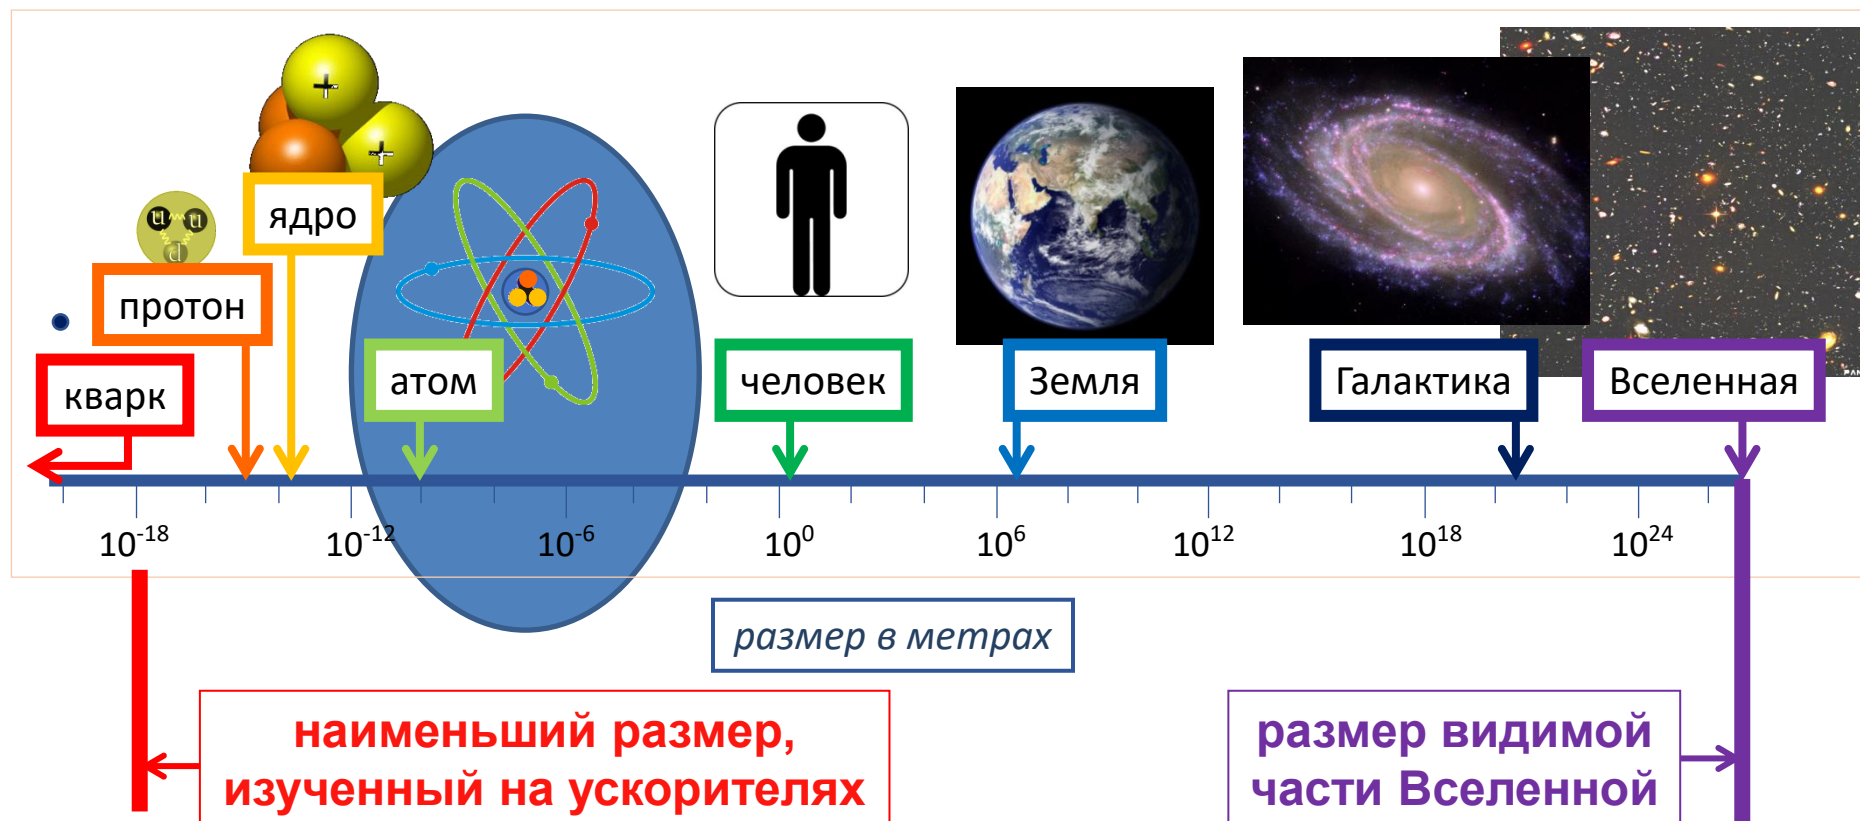 +
+
u u
d
ядро
протон
кварк
атом
человек
Земля
Галактика
Вселенная
10⁻¹⁸ 10⁻¹² 10⁻⁶ 10⁰ 10⁶ 10¹² 10¹⁸ 10²⁴
размер в метрах
наименьший размер,
изученный на ускорителях
размер видимой
части Вселенной